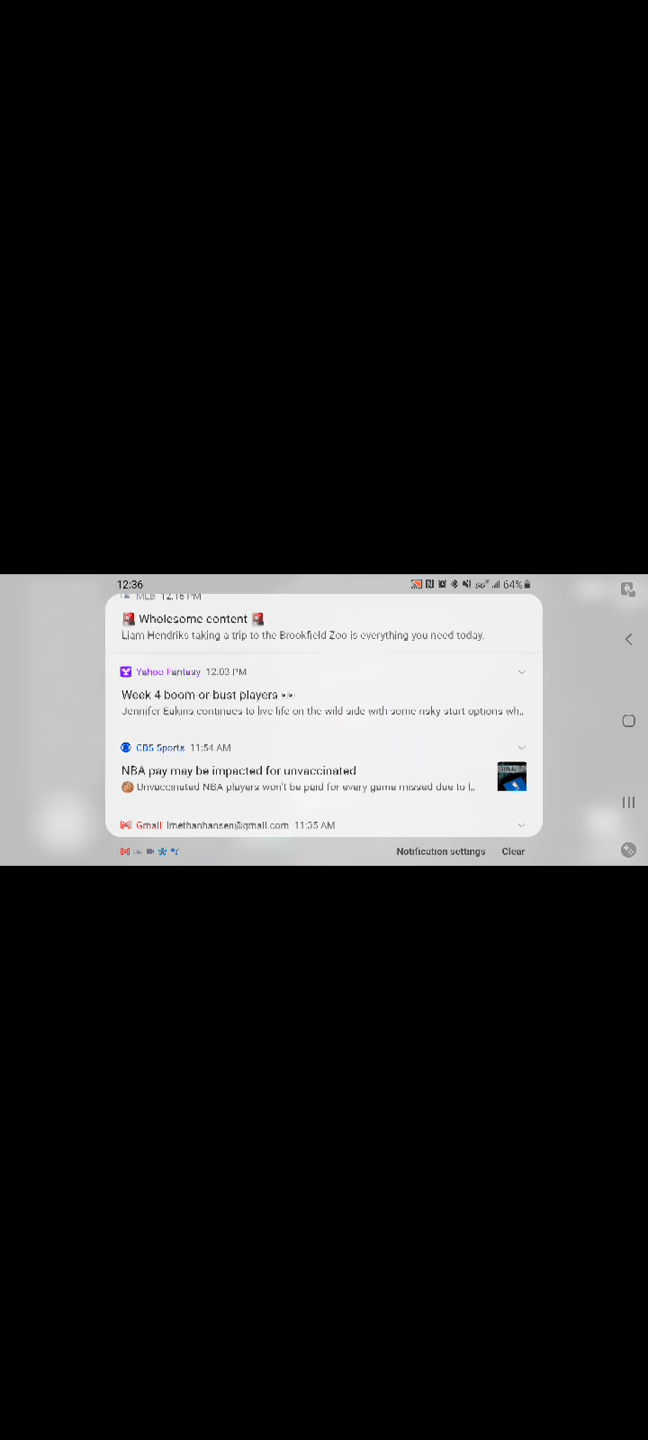 12:36
5G 64%
MLB 12:16 PM
🚨 Wholesome content 🚨
Liam Hendriks taking a trip to the Brookfield Zoo is everything you need today.
Yahoo Fantasy 12:03 PM
Week 4 boom-or-bust players 👀
Jennifer Eakins continues to live life on the wild side with some risky start options wh..
CBS Sports 11:54 AM
NBA pay may be impacted for unvaccinated
🏀 Unvaccinated NBA players won't be paid for every game missed due to l..
Gmail imethanhansen@gmail.com 11:35 AM
Notification settings Clear